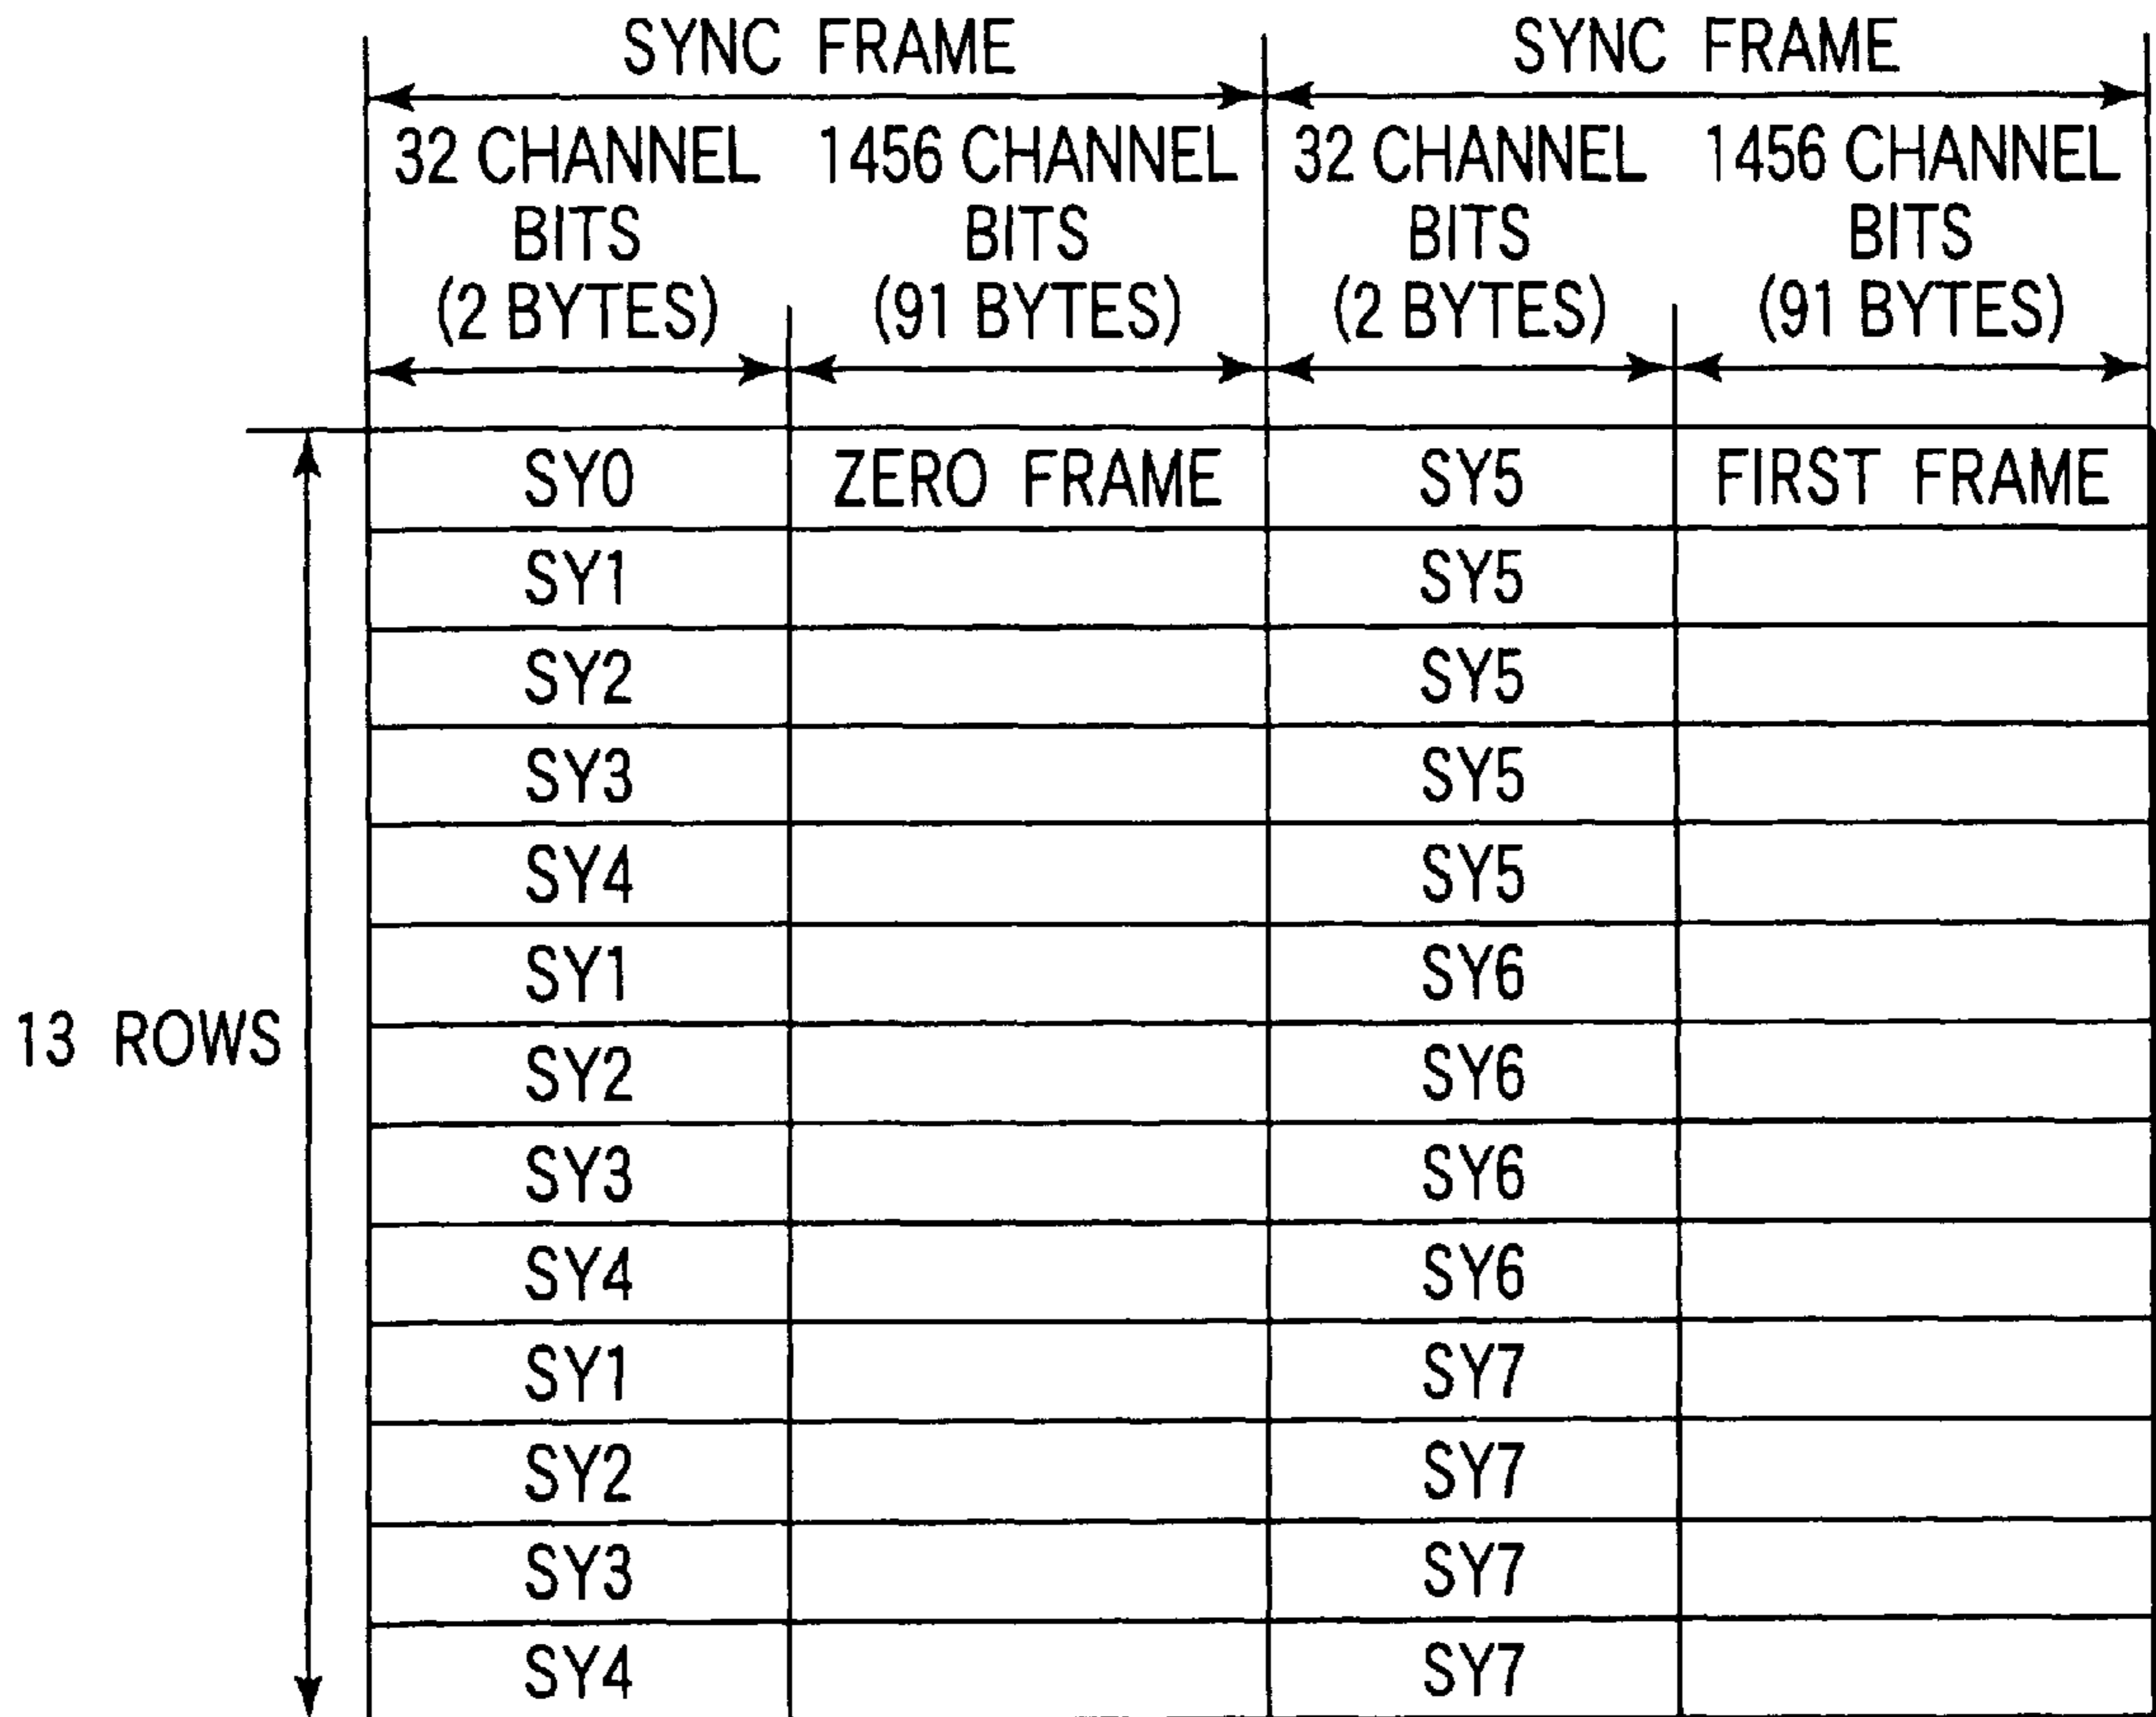 SYNC FRAME SYNC FRAME
32 CHANNEL 1456 CHANNEL 32 CHANNEL 1456 CHANNEL
BITS BITS BITS BITS
(2 BYTES) (91 BYTES) (2 BYTES) (91 BYTES)
SY0 ZERO FRAME SY5 FIRST FRAME
SY1 SY5
SY2 SY5
SY3 SY5
SY4 SY5
SY1 SY6
13 ROWS
SY2 SY6
SY3 SY6
SY4 SY6
SY1 SY7
SY2 SY7
SY3 SY7
SY4 SY7